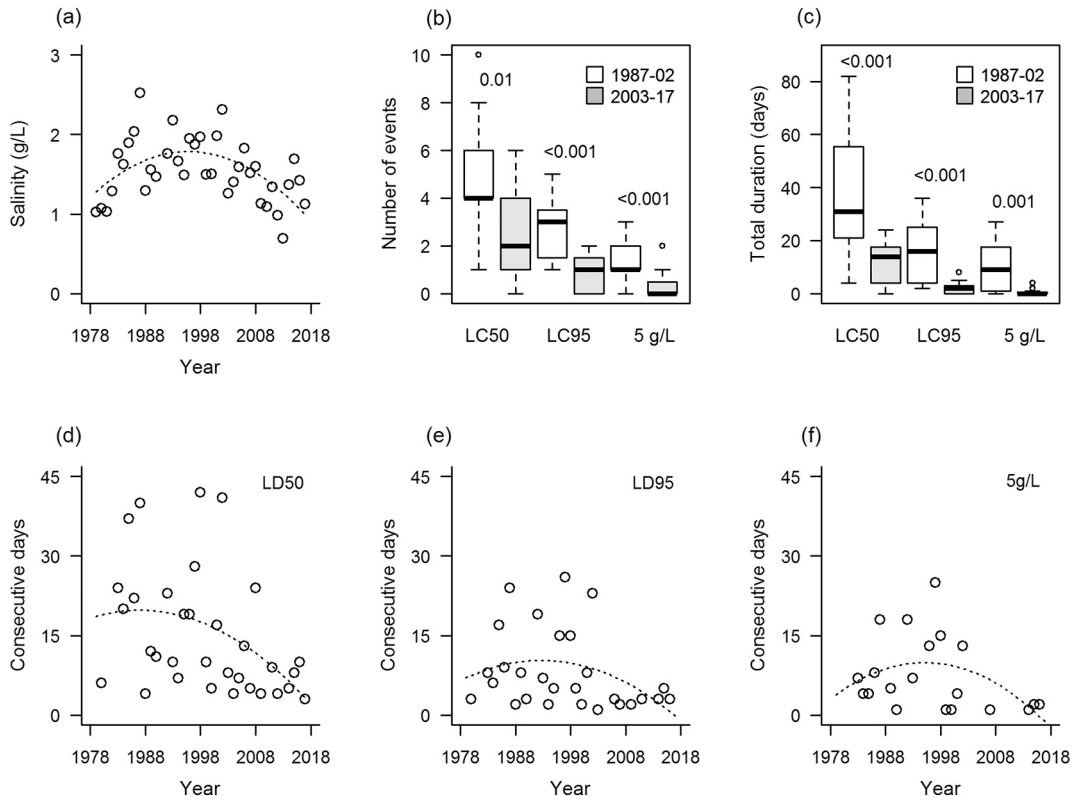 (a)
Salinity (g/L)
3
2
1
0
1978 1988 1998 2008 2018
Year
(b)
Number of events
10
8
6
4
2
0
0.01
<0.001
<0.001
1987-02
2003-17
LC50 LC95 5 g/L
(c)
Total duration (days)
80
60
40
20
0
<0.001
<0.001
0.001
1987-02
2003-17
LC50 LC95 5 g/L
(d)
Consecutive days
45
30
15
0
LD50
1978 1988 1998 2008 2018
Year
(e)
Consecutive days
45
30
15
0
LD95
1978 1988 1998 2008 2018
Year
(f)
Consecutive days
45
30
15
0
5g/L
1978 1988 1998 2008 2018
Year